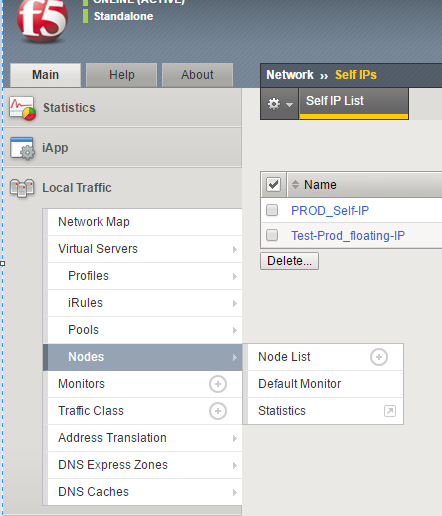 ONLINE (ACTIVE)
Standalone
f5
Main
Help
About
Network ›› Self IPs
Self IP List
Statistics
iApp
Local Traffic
Network Map
Virtual Servers
Profiles
iRules
Pools
Nodes
Monitors
Traffic Class
Address Translation
DNS Express Zones
DNS Caches
Node List
Default Monitor
Statistics
Name
PROD_Self-IP
Test-Prod_floating-IP
Delete...